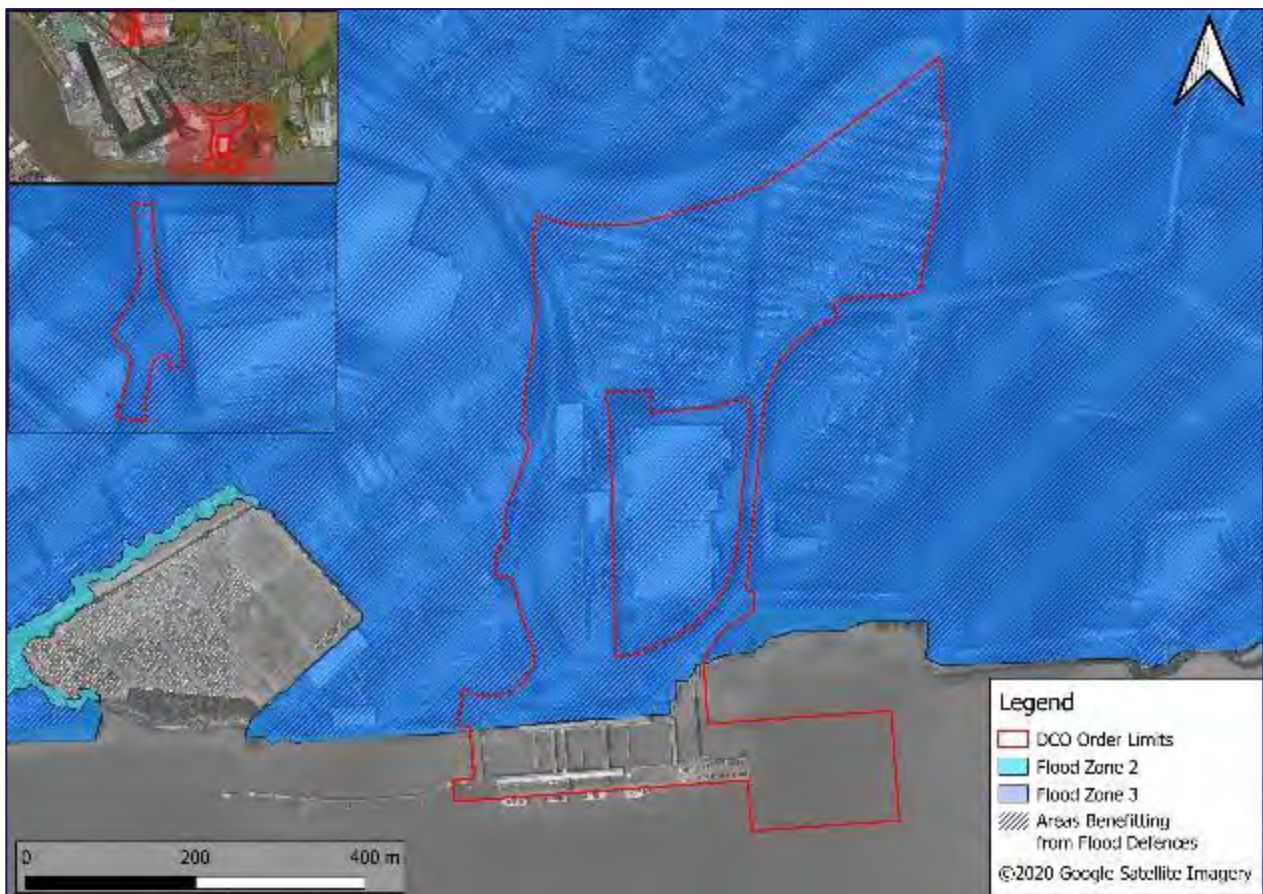 Legend
DCO Order Limits
Flood Zone 2
Flood Zone 3
Areas Benefitting
from Flood Defences
©2020 Google Satellite Imagery
0 200 400 m